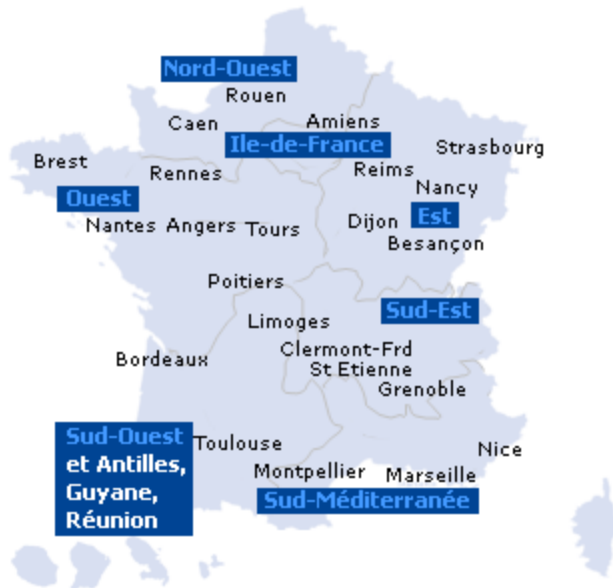 Nord-Ouest
Rouen
Caen
Amiens
Ile-de-France
Strasbourg
Brest
Rennes
Reims
Nancy
Ouest
Nantes
Angers
Tours
Dijon
Est
Besançon
Poitiers
Sud-Est
Limoges
Clermont-Frd
St Etienne
Bordeaux
Grenoble
Sud-Ouest
et Antilles,
Guyane,
Réunion
Toulouse
Nice
Montpellier
Marseille
Sud-Méditerranée